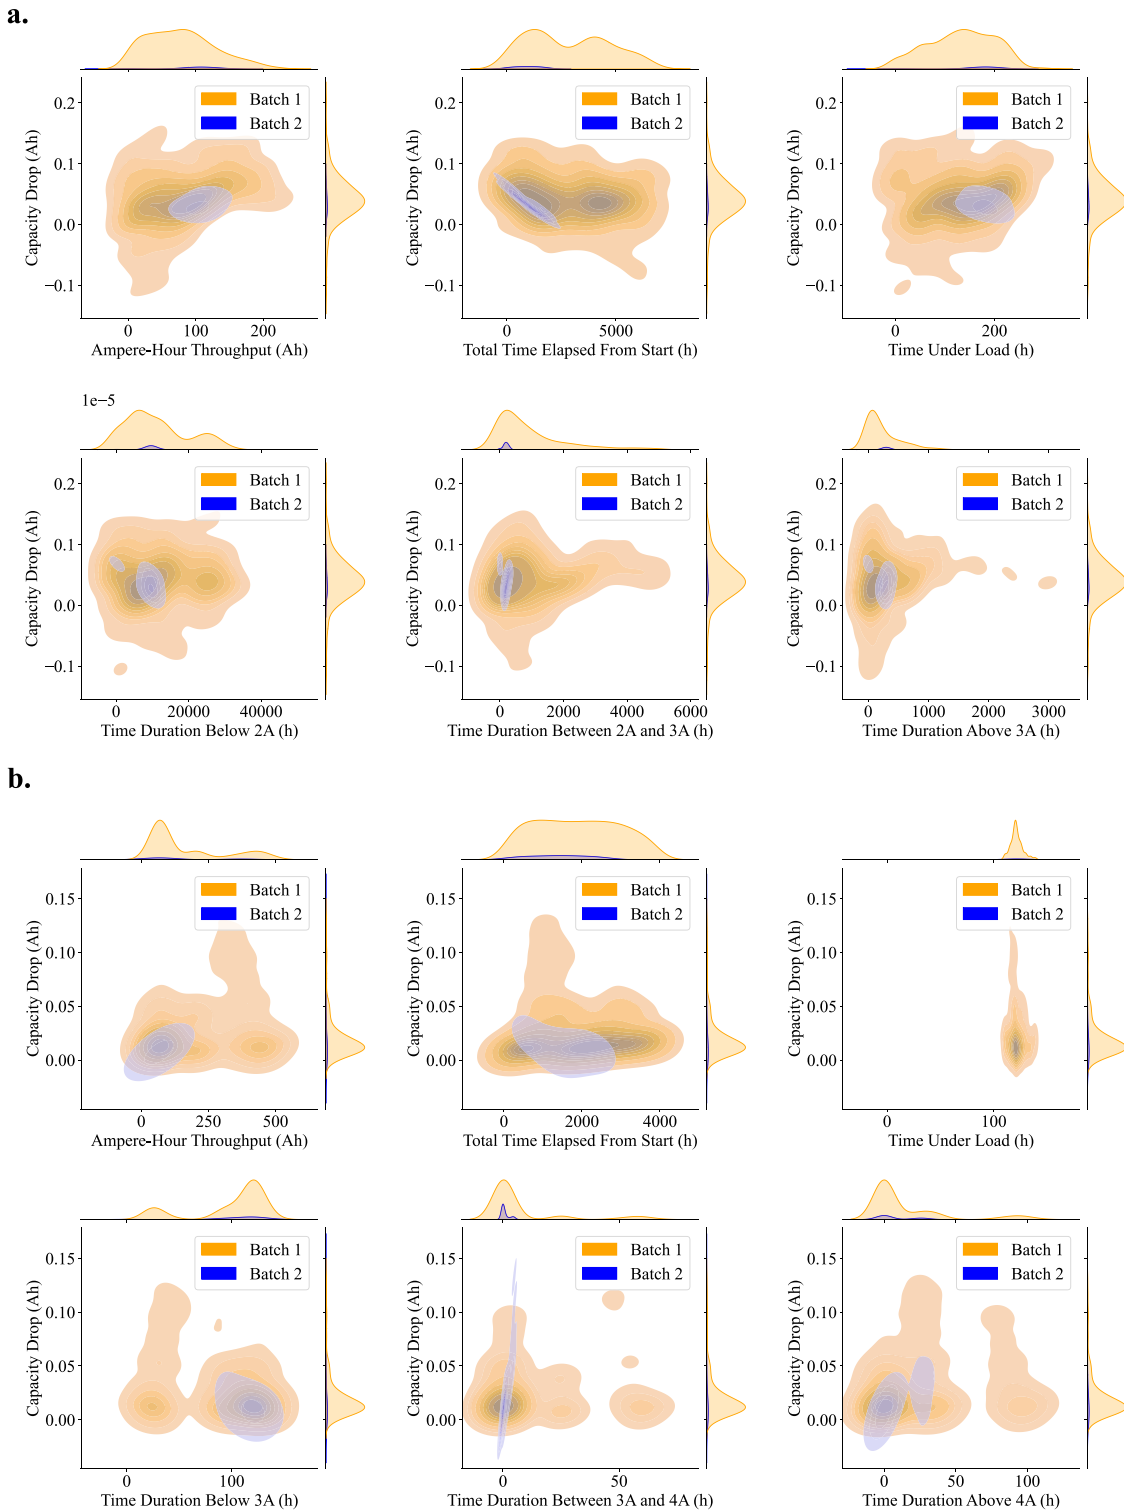 a.
0.2
0.1
0.0
−0.1
Capacity Drop (Ah)
Batch 1
Batch 2
0
100
200
Ampere-Hour Throughput (Ah)
0.2
0.1
0.0
−0.1
Capacity Drop (Ah)
Batch 1
Batch 2
0
5000
Total Time Elapsed From Start (h)
0.2
0.1
0.0
−0.1
Capacity Drop (Ah)
Batch 1
Batch 2
0
200
Time Under Load (h)
1e−5
0.2
0.1
0.0
−0.1
Capacity Drop (Ah)
Batch 1
Batch 2
0
20000
40000
Time Duration Below 2A (h)
0.2
0.1
0.0
−0.1
Capacity Drop (Ah)
Batch 1
Batch 2
0
2000
4000
6000
Time Duration Between 2A and 3A (h)
0.2
0.1
0.0
−0.1
Capacity Drop (Ah)
Batch 1
Batch 2
0
1000
2000
3000
Time Duration Above 3A (h)
b.
0.15
0.10
0.05
0.00
Capacity Drop (Ah)
Batch 1
Batch 2
0
250
500
Ampere-Hour Throughput (Ah)
0.15
0.10
0.05
0.00
Capacity Drop (Ah)
Batch 1
Batch 2
0
2000
4000
Total Time Elapsed From Start (h)
0.15
0.10
0.05
0.00
Capacity Drop (Ah)
Batch 1
Batch 2
0
100
Time Under Load (h)
0.15
0.10
0.05
0.00
Capacity Drop (Ah)
Batch 1
Batch 2
0
100
Time Duration Below 3A (h)
0.15
0.10
0.05
0.00
Capacity Drop (Ah)
Batch 1
Batch 2
0
50
Time Duration Between 3A and 4A (h)
0.15
0.10
0.05
0.00
Capacity Drop (Ah)
Batch 1
Batch 2
0
50
100
Time Duration Above 4A (h)